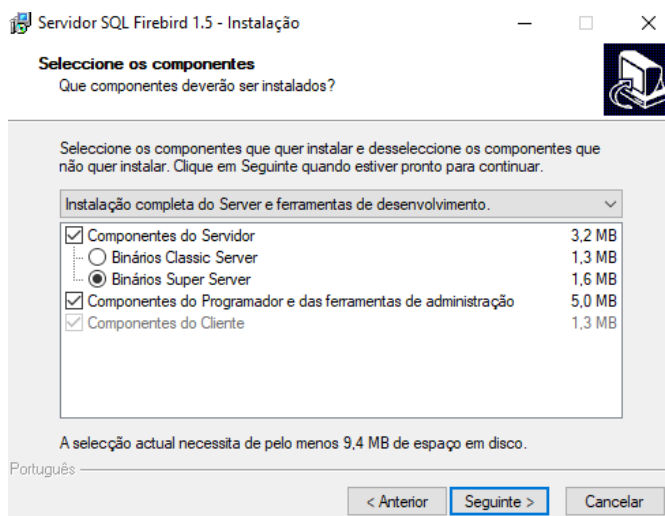 Servidor SQL Firebird 1.5 - Instalação
Seleccione os componentes
Que componentes deverão ser instalados?
Seleccione os componentes que quer instalar e desseleccione os componentes que
não quer instalar. Clique em Seguinte quando estiver pronto para continuar.
Instalação completa do Server e ferramentas de desenvolvimento.
Componentes do Servidor 3,2 MB
Binários Classic Server 1,3 MB
Binários Super Server 1,6 MB
Componentes do Programador e das ferramentas de administração 5,0 MB
Componentes do Cliente 1,3 MB
A selecção actual necessita de pelo menos 9,4 MB de espaço em disco.
Português
< Anterior Seguinte > Cancelar